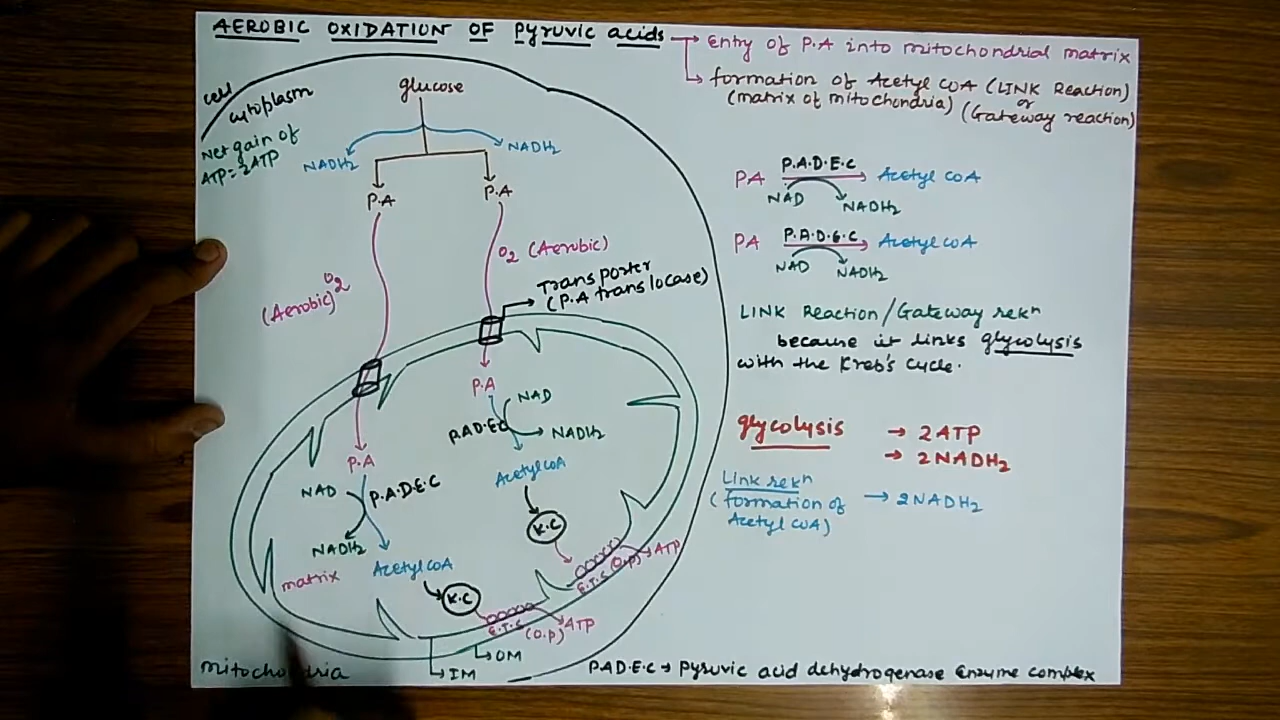 AEROBIC OXIDATION OF Pyruvic acids
→ Entry of P.A into mitochondrial matrix
→ formation of Acetyl COA (LINK Reaction)
or
(matrix of mitochondria) (Gateway reaction)
cell
cytoplasm
Net gain of
ATP=2ATP
glucose
NADH2
NADH2
P.A
P.A
(Aerobic) O2
O2 (Aerobic)
Transporter
(P.A translocase)
P.A
NAD
P.A.D.E.C
NADH2
Acetyl COA
K.C
E.T.S (O.P)
ATP
P.A
NAD
P.A.D.E.C
NADH2
matrix
Acetyl COA
K.C
E.T.S (O.P)
ATP
OM
IM
mitochondria
PA P.A.D.E.C → Acetyl COA
NAD NADH2
PA P.A.D.E.C → Acetyl COA
NAD NADH2
LINK Reaction/Gateway rekn
because it links glycolysis
with the Kreb's cycle.
glycolysis → 2ATP
→ 2NADH2
Link rekn
(formation of → 2NADH2
Acetyl COA)
P.A.D.E.C → Pyruvic acid dehydrogenase Enzyme complex